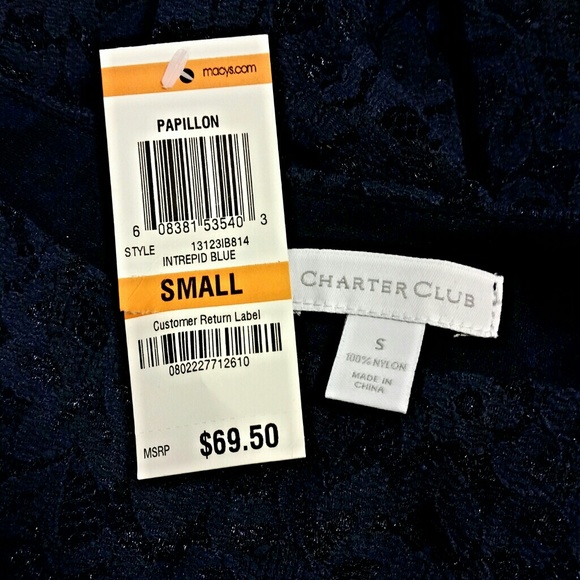 macys.com
PAPILLON
6 08381 53540 3
STYLE 13123IB814
INTREPID BLUE
SMALL
Customer Return Label
0802227712610
MSRP $69.50
CHARTER CLUB
S
100% NYLON
MADE IN
CHINA